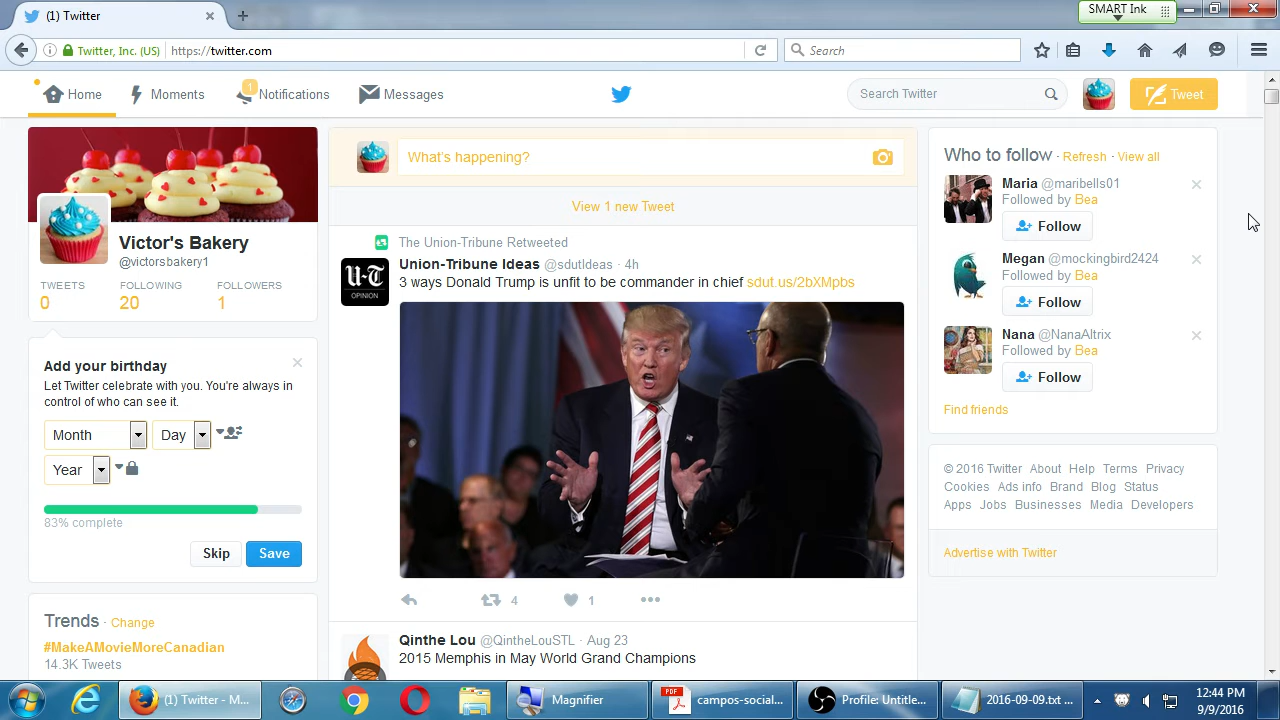 (1) Twitter
SMART Ink
Twitter, Inc. (US)
https://twitter.com
Search
Home
Moments
1
Notifications
Messages
Search Twitter
Tweet
Victor's Bakery
@victorsbakery1
TWEETS FOLLOWING FOLLOWERS
0 20 1
Add your birthday
Let Twitter celebrate with you. You're always in
control of who can see it.
Month Day
Year
83% complete
Skip Save
Trends · Change
#MakeAMovieMoreCanadian
14.3K Tweets
What's happening?
View 1 new Tweet
The Union-Tribune Retweeted
U-T
OPINION
Union-Tribune Ideas @sdutIdeas · 4h
3 ways Donald Trump is unfit to be commander in chief sdut.us/2bXMpbs
4 1
Qinthe Lou @QintheLouSTL · Aug 23
2015 Memphis in May World Grand Champions
Who to follow · Refresh · View all
Maria @maribells01
Followed by Bea
Follow
Megan @mockingbird2424
Followed by Bea
Follow
Nana @NanaAltrix
Followed by Bea
Follow
Find friends
© 2016 Twitter About Help Terms Privacy
Cookies Ads info Brand Blog Status
Apps Jobs Businesses Media Developers
Advertise with Twitter
(1) Twitter - M...
Magnifier
PDF
campos-social...
Profile: Untitle...
2016-09-09.txt ...
12:44 PM
9/9/2016